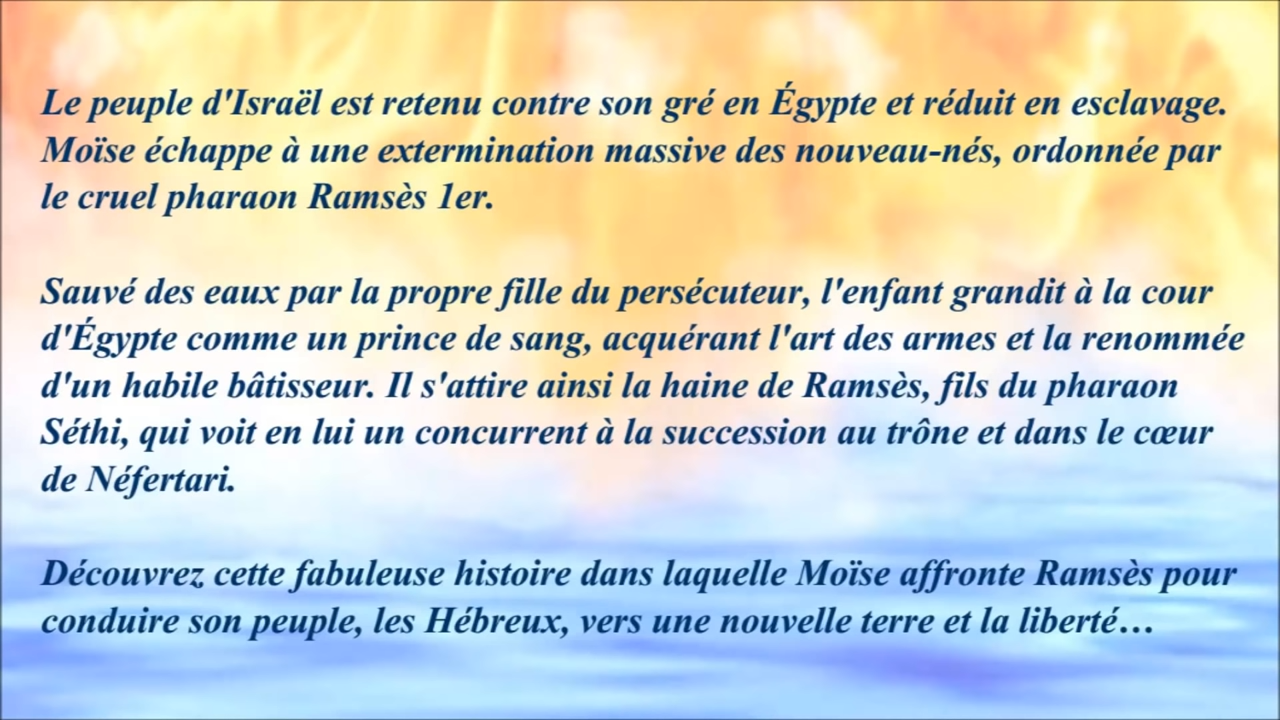 Le peuple d'Israël est retenu contre son gré en Égypte et réduit en esclavage.
Moïse échappe à une extermination massive des nouveau-nés, ordonnée par
le cruel pharaon Ramsès 1er.
Sauvé des eaux par la propre fille du persécuteur, l'enfant grandit à la cour
d'Égypte comme un prince de sang, acquérant l'art des armes et la renommée
d'un habile bâtisseur. Il s'attire ainsi la haine de Ramsès, fils du pharaon
Séthi, qui voit en lui un concurrent à la succession au trône et dans le cœur
de Néfertari.
Découvrez cette fabuleuse histoire dans laquelle Moïse affronte Ramsès pour
conduire son peuple, les Hébreux, vers une nouvelle terre et la liberté…